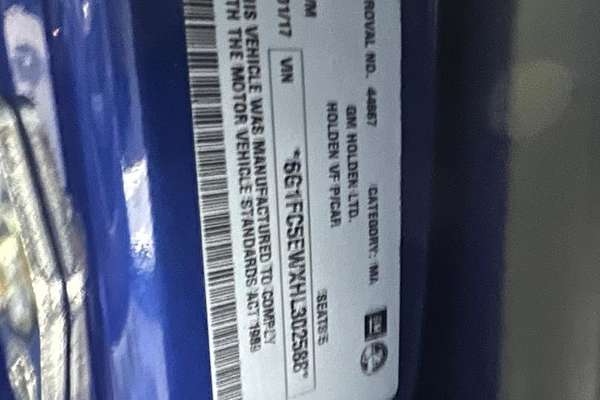 ROVAL NO. 44867 CATEGORY: MA
GM HOLDEN LTD.
HOLDEN VF P/CAR
SEATS 5
/M
01/17 VIN *6G1FC5EWXHL302588*
IS VEHICLE WAS MANUFACTURED TO COMPLY
TH THE MOTOR VEHICLE STANDARDS ACT 1989